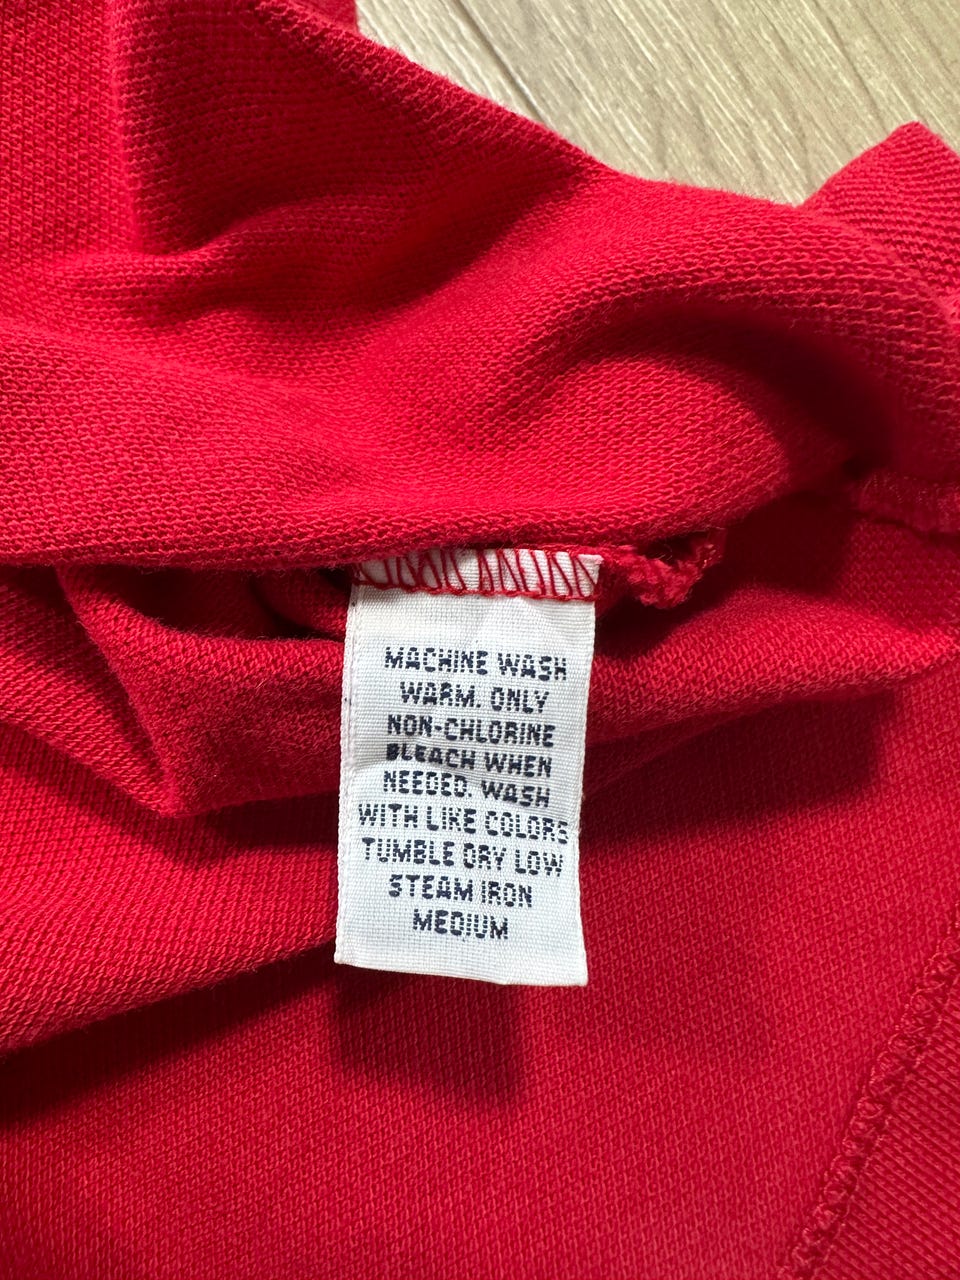 MACHINE WASH
WARM. ONLY
NON-CHLORINE
BLEACH WHEN
NEEDED. WASH
WITH LIKE COLORS
TUMBLE DRY LOW
STEAM IRON
MEDIUM